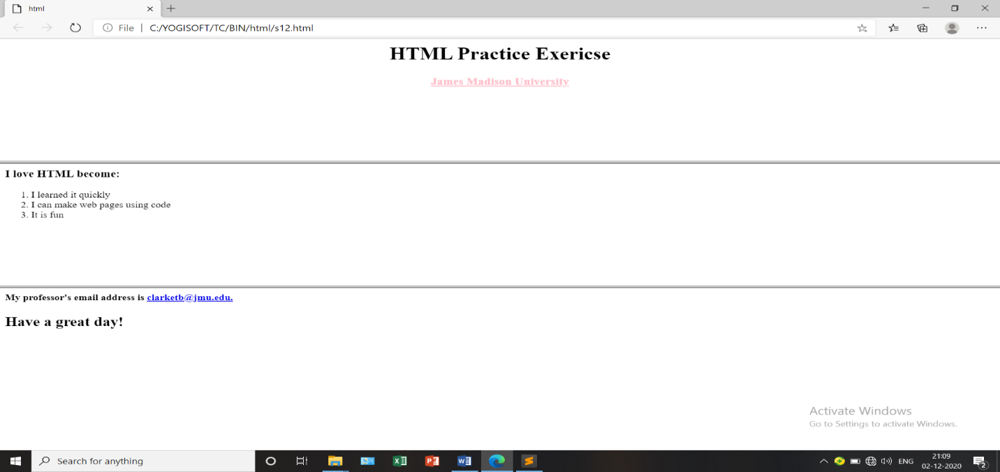 html
File | C:/YOGISOFT/TC/BIN/html/s12.html
HTML Practice Exericse
James Madison University
I love HTML become:
1. I learned it quickly
2. I can make web pages using code
3. It is fun
My professor's email address is clarketb@jmu.edu.
Have a great day!
Activate Windows
Go to Settings to activate Windows.
Search for anything
ENG
21:09
02-12-2020
2